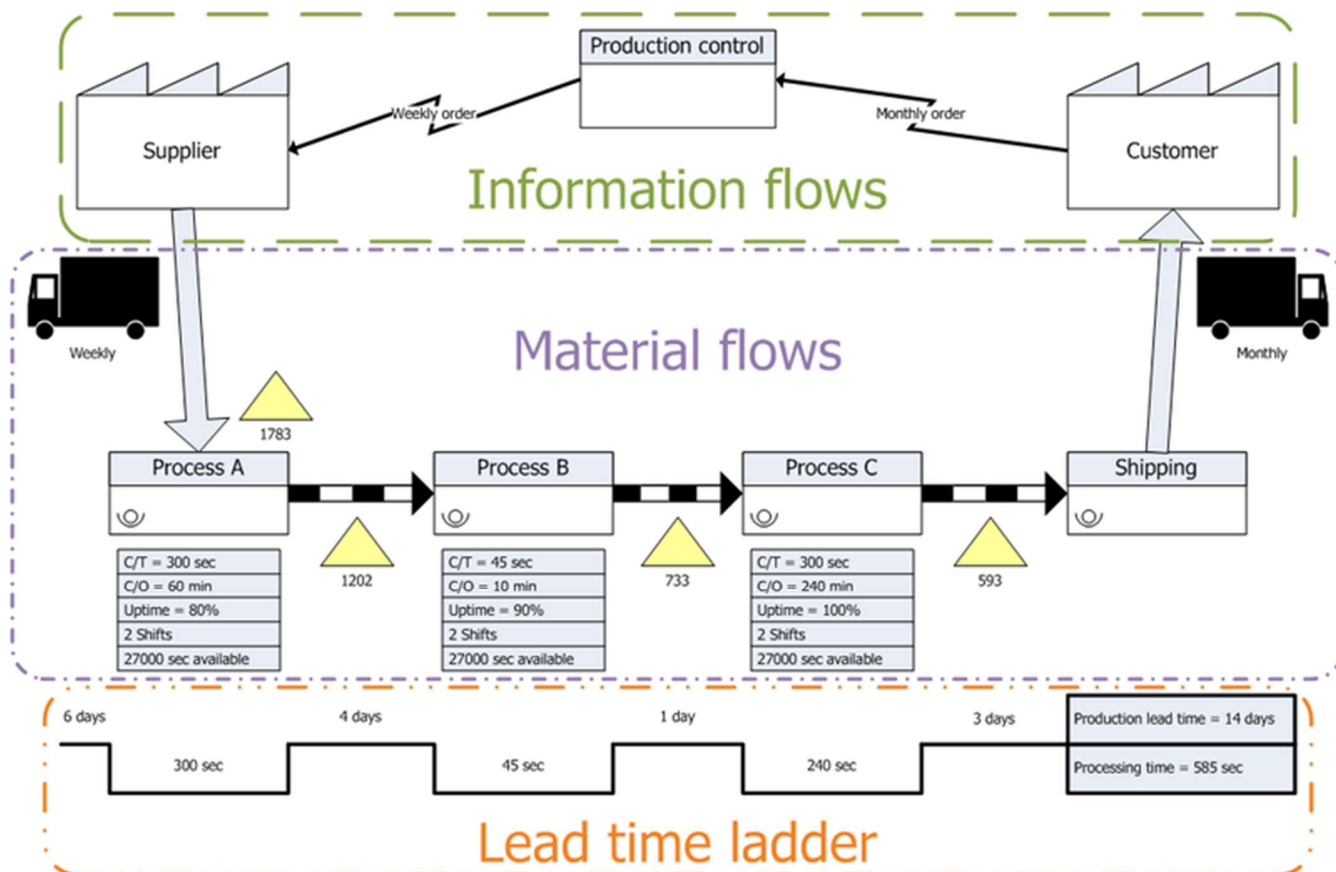 Production control
Supplier
Weekly order
Monthly order
Customer
Information flows
Weekly
Material flows
Monthly
1783
Process A
Process B
Process C
Shipping
1202
733
593
C/T = 300 sec
C/O = 60 min
Uptime = 80%
2 Shifts
27000 sec available
C/T = 45 sec
C/O = 10 min
Uptime = 90%
2 Shifts
27000 sec available
C/T = 300 sec
C/O = 240 min
Uptime = 100%
2 Shifts
27000 sec available
6 days
4 days
1 day
3 days
Production lead time = 14 days
300 sec
45 sec
240 sec
Processing time = 585 sec
Lead time ladder